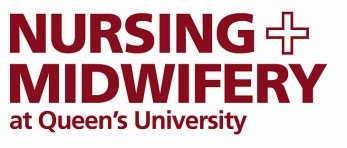 NURSING +
MIDWIFERY
at Queen's University